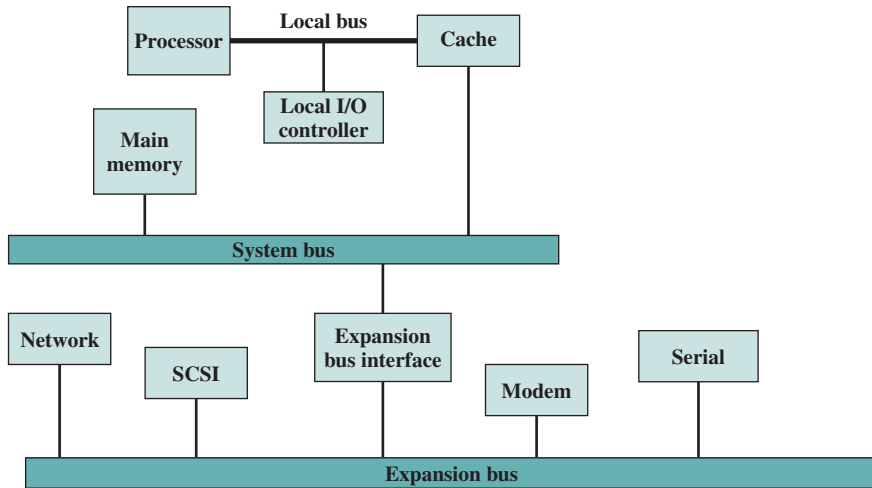 Local bus
Processor
Cache
Local I/O
controller
Main
memory
System bus
Network
Expansion
bus interface
SCSI
Serial
Modem
Expansion bus